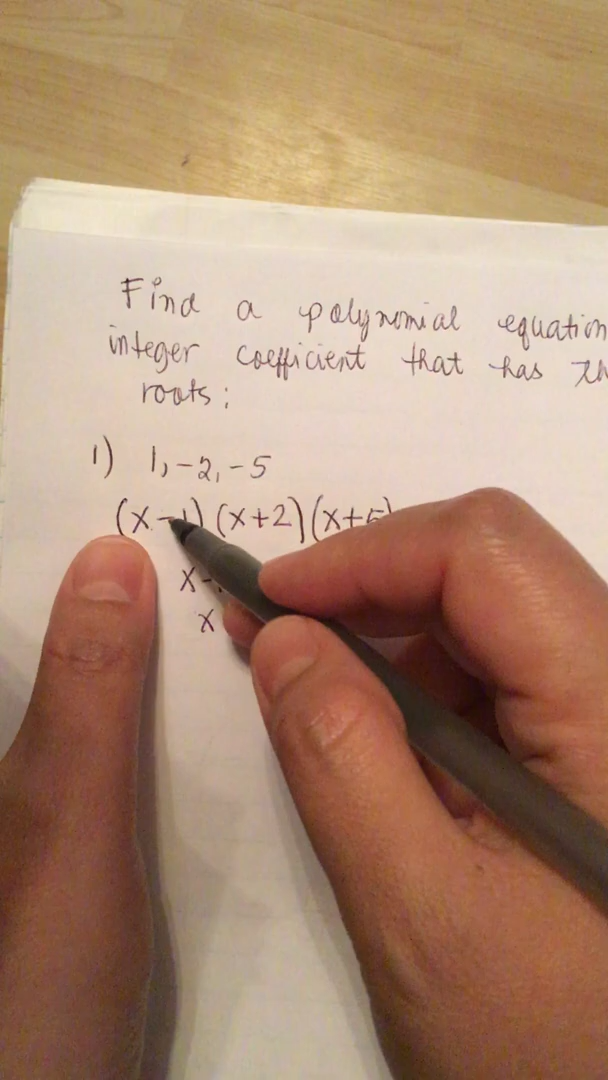 Find a polynomial equation
integer coefficient that has
roots:
1) 1, -2, -5
(x-1) (x+2) (x+5)
x-
x